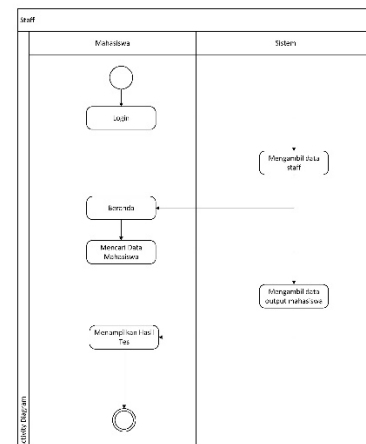 Staff
Mahasiswa
Sistem
Login
Mengambil data
staff
Beranda
Mencari Data
Mahasiswa
Mengambil data
output mahasiswa
Menampilkan Hasil
Tes
ctivity Diagram